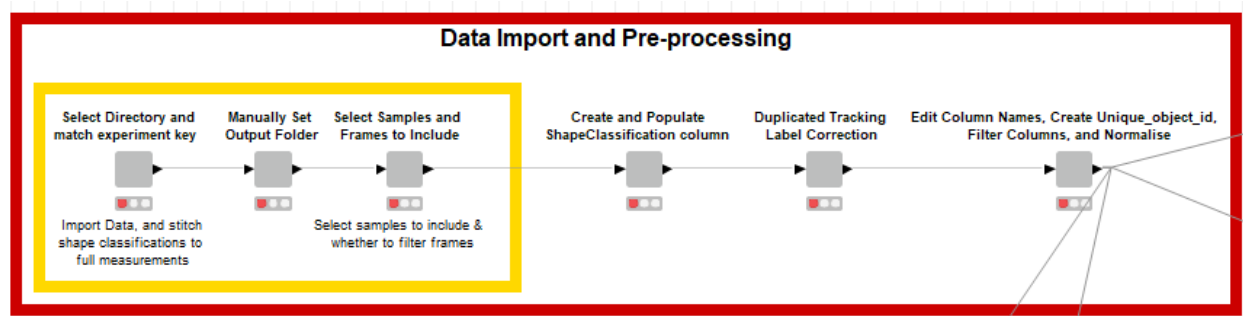 Data Import and Pre-processing
Select Directory and
match experiment key
Manually Set
Output Folder
Select Samples and
Frames to Include
Create and Populate
ShapeClassification column
Duplicated Tracking
Label Correction
Edit Column Names, Create Unique_object_id,
Filter Columns, and Normalise
Import Data, and stitch
shape classifications to
full measurements
Select samples to include &
whether to filter frames